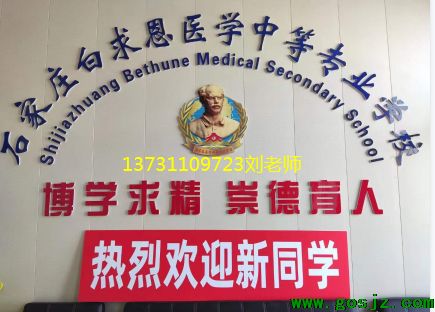 石家庄白求恩医学中等专业学校
Shijiazhuang Bethune Medical Secondary School
13731109723刘老师
博学求精 崇德育人
热烈欢迎新同学
www.gosjz.com